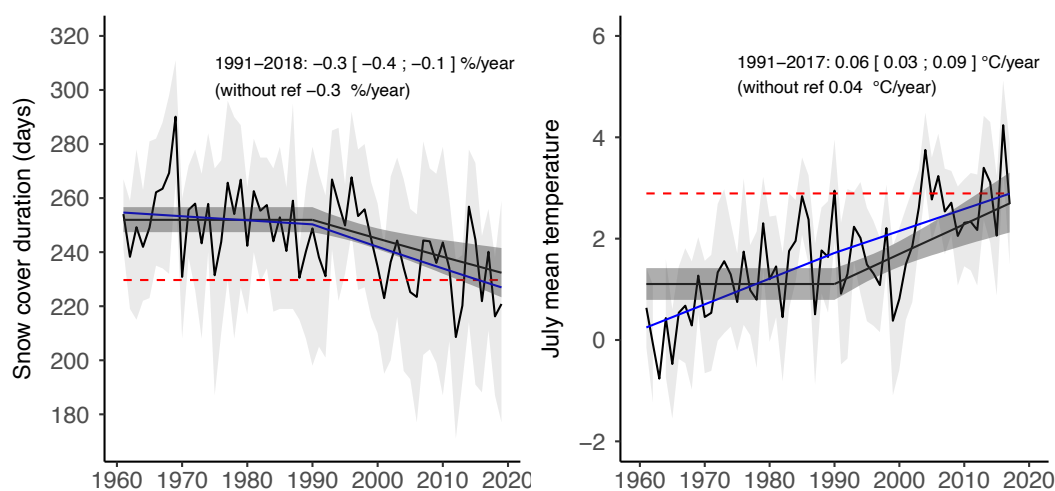 Snow cover duration (days)
320
300
280
260
240
220
200
180
1991–2018: −0.3 [ −0.4 ; −0.1 ] %/year
(without ref −0.3 %/year)
1960 1970 1980 1990 2000 2010 2020
July mean temperature
6
4
2
0
−2
1991–2017: 0.06 [ 0.03 ; 0.09 ] °C/year
(without ref 0.04 °C/year)
1960 1970 1980 1990 2000 2010 2020